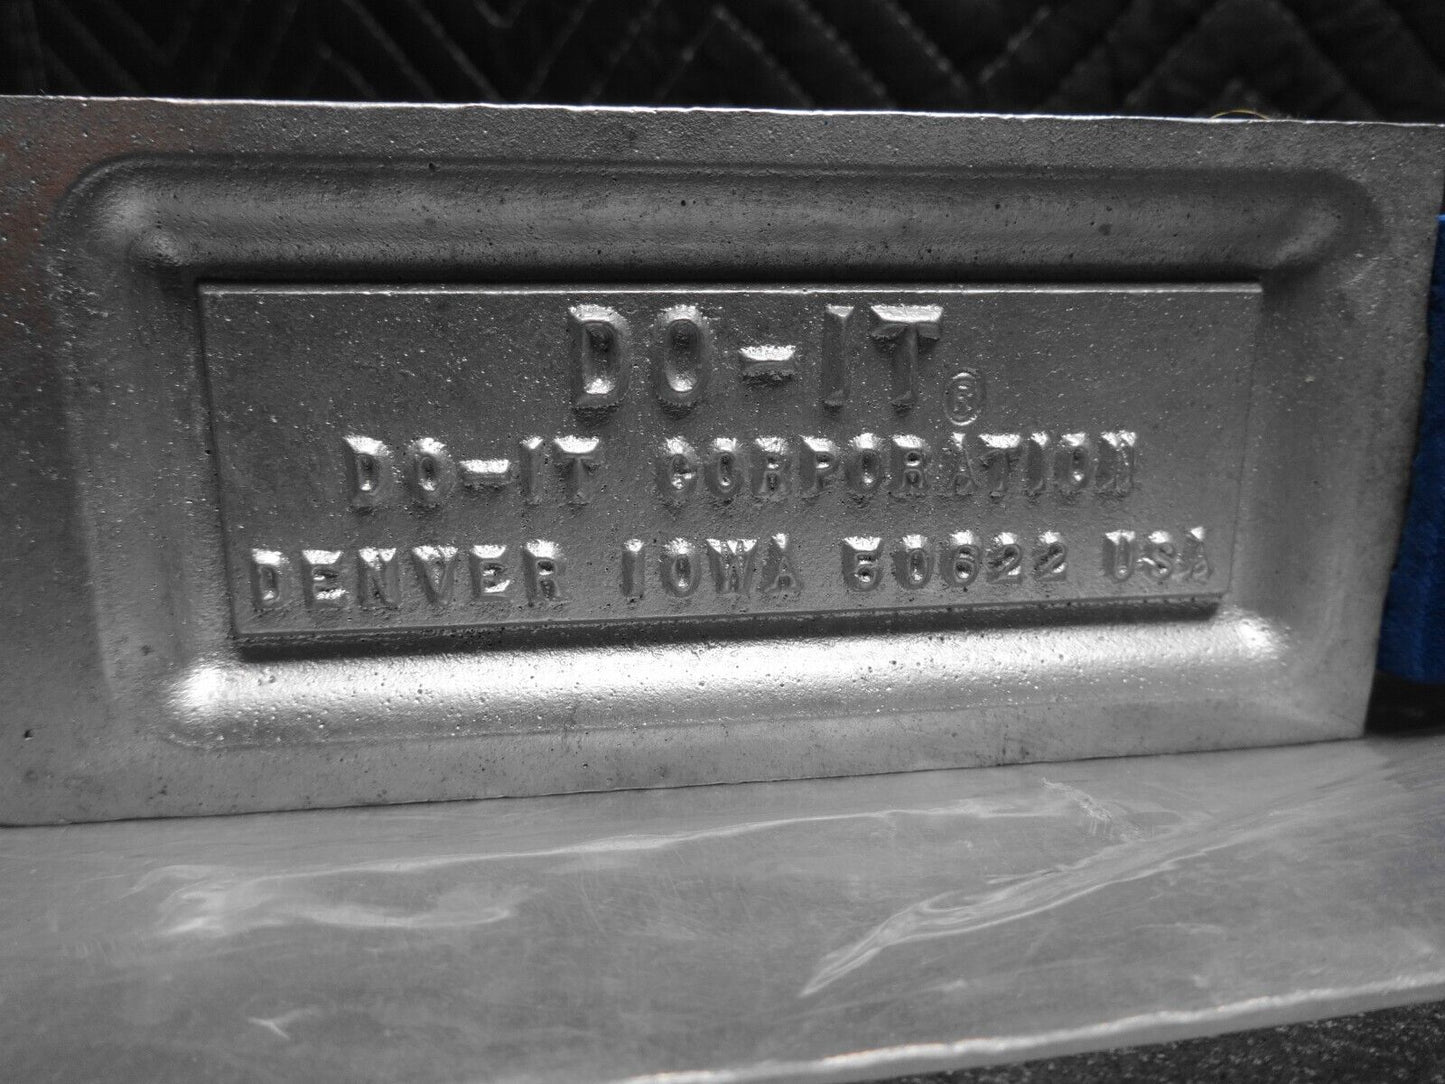 DO-IT®
DO-IT CORPORATION
DENVER IOWA 50622 USA